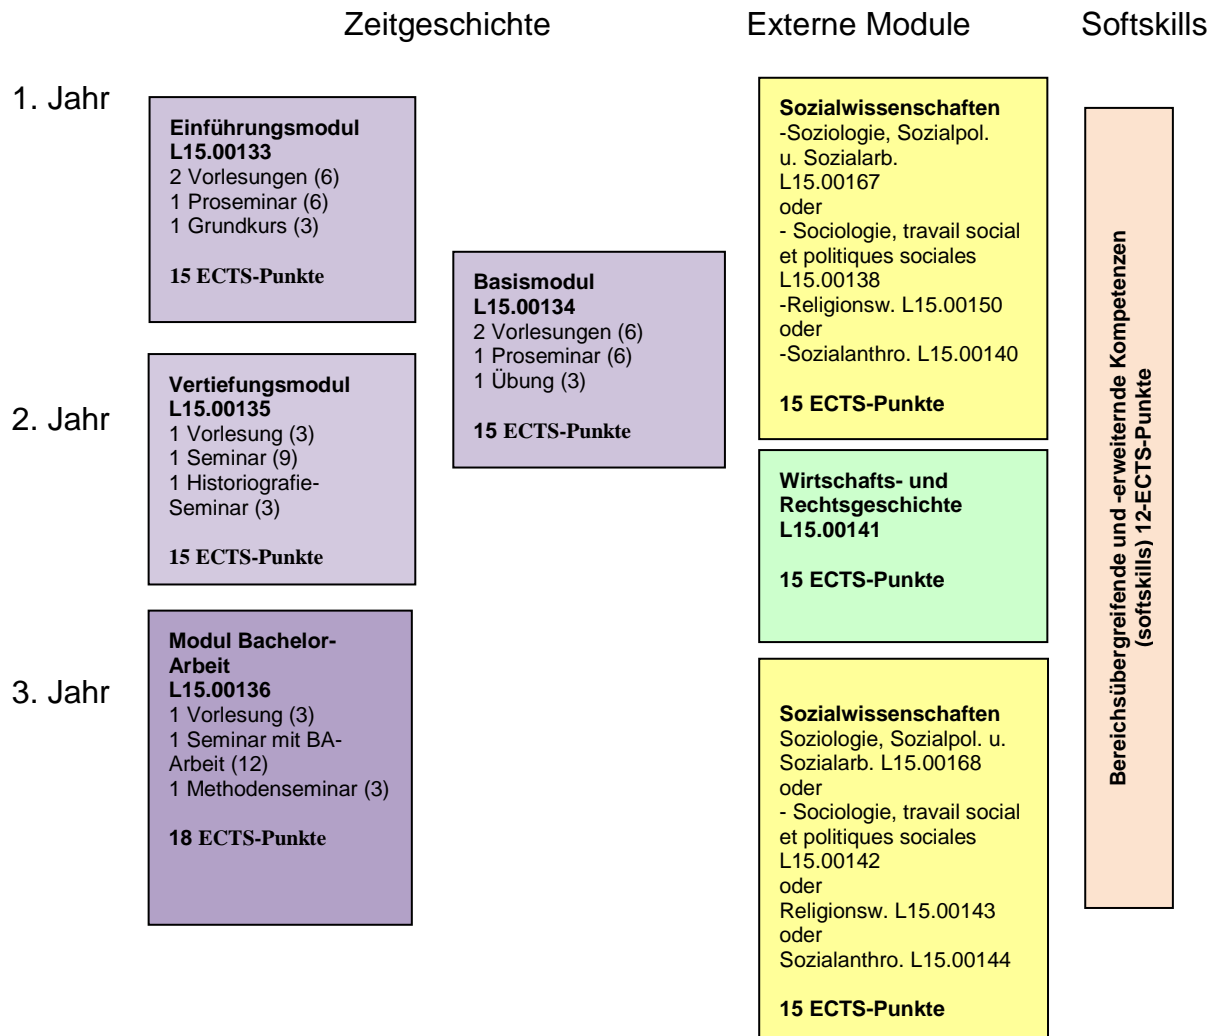 Zeitgeschichte
Externe Module
Softskills
1. Jahr
Einführungsmodul
L15.00133
2 Vorlesungen (6)
1 Proseminar (6)
1 Grundkurs (3)
15 ECTS-Punkte
Basismodul
L15.00134
2 Vorlesungen (6)
1 Proseminar (6)
1 Übung (3)
15 ECTS-Punkte
Sozialwissenschaften
-Soziologie, Sozialpol.
u. Sozialarb.
L15.00167
oder
- Sociologie, travail social
et politiques sociales
L15.00138
-Religionsw. L15.00150
oder
-Sozialanthro. L15.00140
15 ECTS-Punkte
2. Jahr
Vertiefungsmodul
L15.00135
1 Vorlesung (3)
1 Seminar (9)
1 Historiografie-
Seminar (3)
15 ECTS-Punkte
Wirtschafts- und
Rechtsgeschichte
L15.00141
15 ECTS-Punkte
3. Jahr
Modul Bachelor-
Arbeit
L15.00136
1 Vorlesung (3)
1 Seminar mit BA-
Arbeit (12)
1 Methodenseminar (3)
18 ECTS-Punkte
Sozialwissenschaften
Soziologie, Sozialpol. u.
Sozialarb. L15.00168
oder
- Sociologie, travail social
et politiques sociales
L15.00142
oder
Religionsw. L15.00143
oder
Sozialanthro. L15.00144
15 ECTS-Punkte
Bereichsübergreifende und -erweiternde Kompetenzen
(softskills) 12-ECTS-Punkte